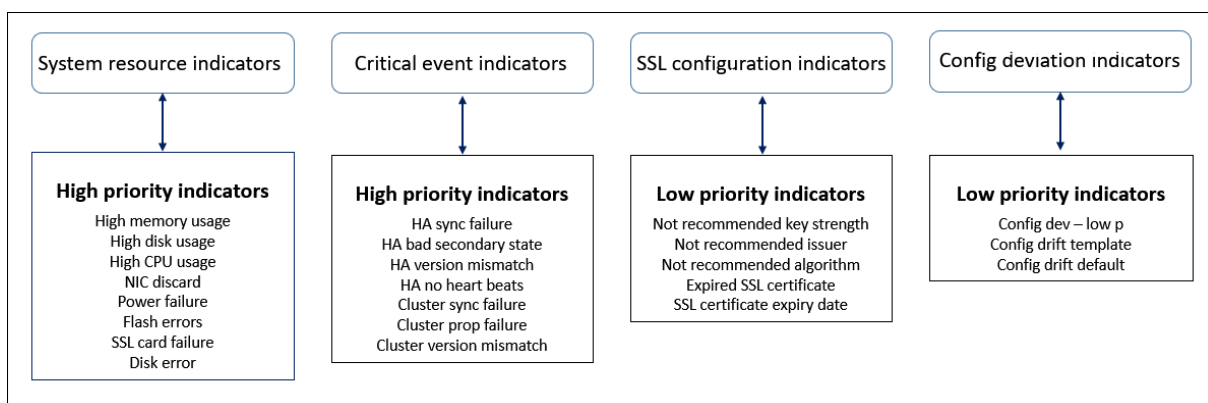 System resource indicators
High priority indicators
High memory usage
High disk usage
High CPU usage
NIC discard
Power failure
Flash errors
SSL card failure
Disk error
Critical event indicators
High priority indicators
HA sync failure
HA bad secondary state
HA version mismatch
HA no heart beats
Cluster sync failure
Cluster prop failure
Cluster version mismatch
SSL configuration indicators
Low priority indicators
Not recommended key strength
Not recommended issuer
Not recommended algorithm
Expired SSL certificate
SSL certificate expiry date
Config deviation indicators
Low priority indicators
Config dev – low p
Config drift template
Config drift default